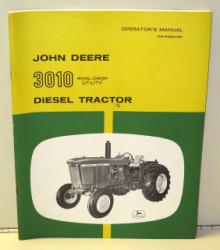 OPERATOR'S MANUAL
JOHN DEERE
3010 ROW-CROP
UTILITY
DIESEL TRACTOR